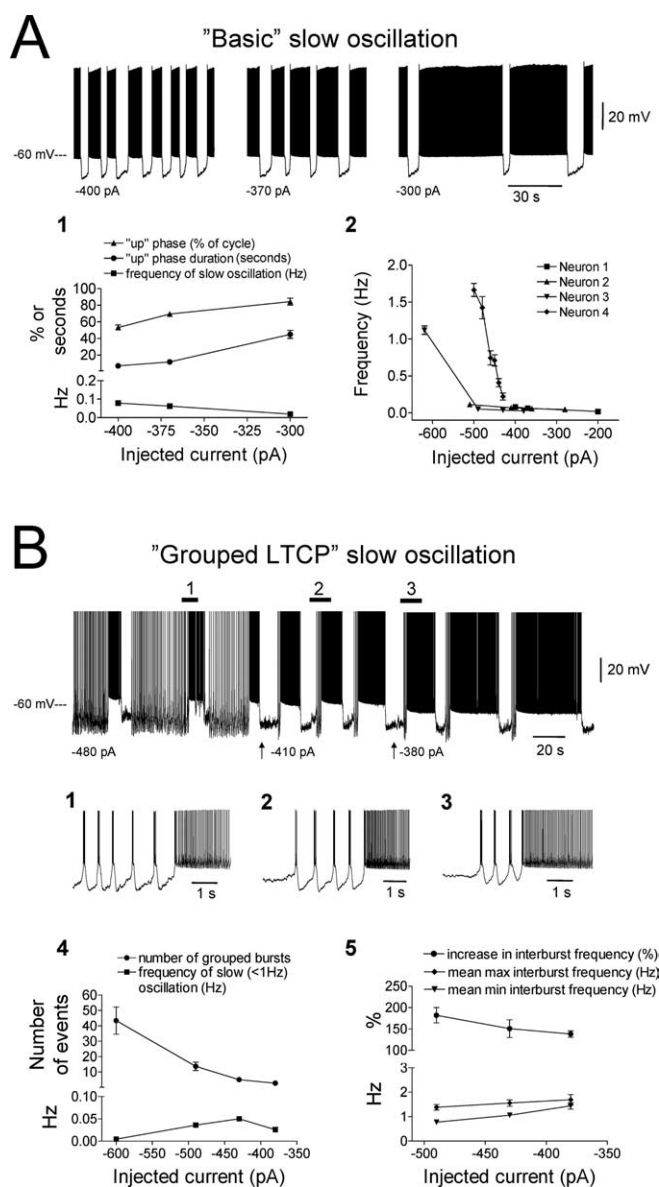 A
"Basic" slow oscillation
20 mV
-60 mV---
-400 pA
-370 pA
-300 pA
30 s
1
"up" phase (% of cycle)
"up" phase duration (seconds)
frequency of slow oscillation (Hz)
% or
seconds
100
80
60
40
20
Hz
0.2
0.1
0.0
-400
-375
-350
-325
-300
Injected current (pA)
2
Neuron 1
Neuron 2
Neuron 3
Neuron 4
Frequency (Hz)
2.0
1.5
1.0
0.5
0.0
-600
-500
-400
-300
-200
Injected current (pA)
B
"Grouped LTCP" slow oscillation
1
2
3
20 mV
-60 mV---
-480 pA
-410 pA
-380 pA
20 s
1
2
3
1 s
1 s
1 s
4
number of grouped bursts
frequency of slow (<1Hz)
oscillation (Hz)
Number
of events
60
50
40
30
20
10
0
Hz
0.10
0.05
0.00
-600
-550
-500
-450
-400
-350
Injected current (pA)
5
increase in interburst frequency (%)
mean max interburst frequency (Hz)
mean min interburst frequency (Hz)
%
250
200
150
100
Hz
3
2
1
0
-500
-450
-400
-350
Injected current (pA)